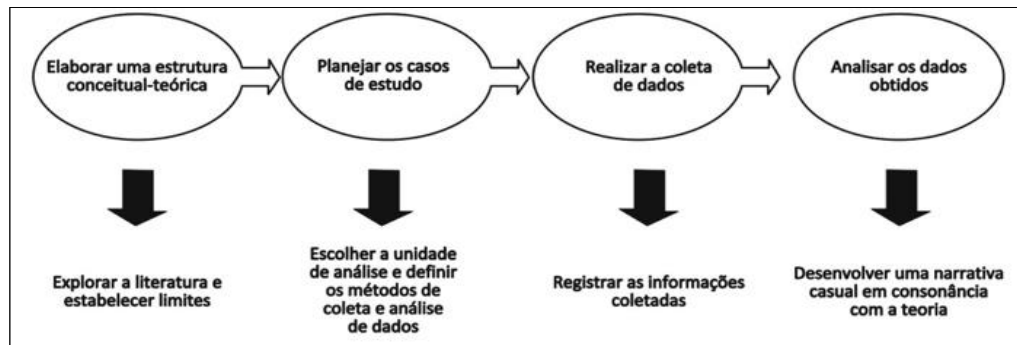 Elaborar uma estrutura
conceitual-teórica
Planejar os casos
de estudo
Realizar a coleta
de dados
Analisar os dados
obtidos
Explorar a literatura e
estabelecer limites
Escolher a unidade
de análise e definir
os métodos de
coleta e análise
de dados
Registrar as informações
coletadas
Desenvolver uma narrativa
casual em consonância
com a teoria